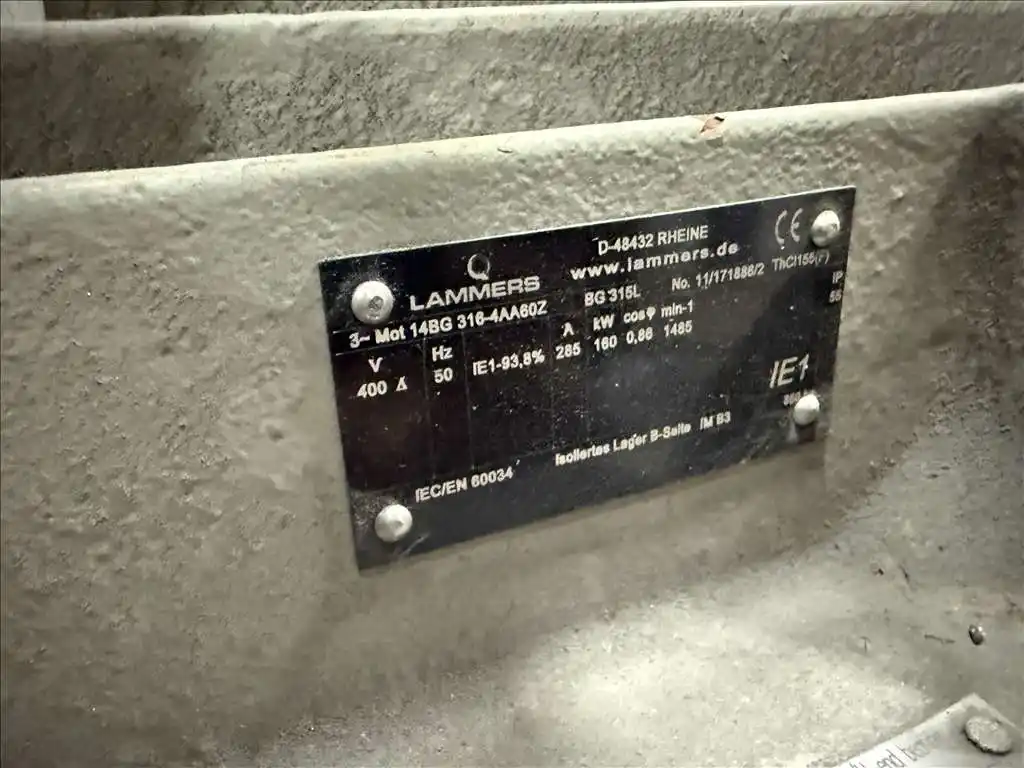 LAMMERS
D-48432 RHEINE
www.lammers.de
CE
3~ Mot 14BG 316-4AA60Z BG 315L No. 11/171886/2 ThCl155(F) IP 55
V Hz A kW cosφ min-1
400 Δ 50 IE1-93,8% 285 160 0,86 1485
IE1
IEC/EN 60034 Isoliertes Lager B-Seite IM B3
und